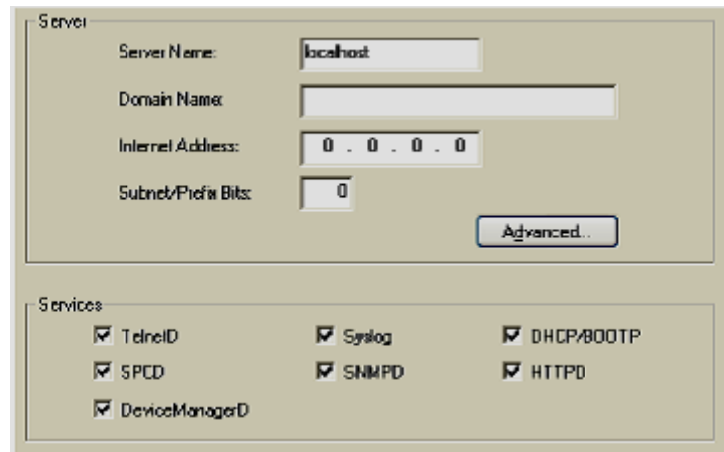 Server
Server Name: localhost
Domain Name:
Internet Address: 0 . 0 . 0 . 0
Subnet/Prefix Bits: 0
Advanced...
Services
TelnetD Syslog DHCP/BOOTP
SPCD SNMPD HTTPD
DeviceManagerD